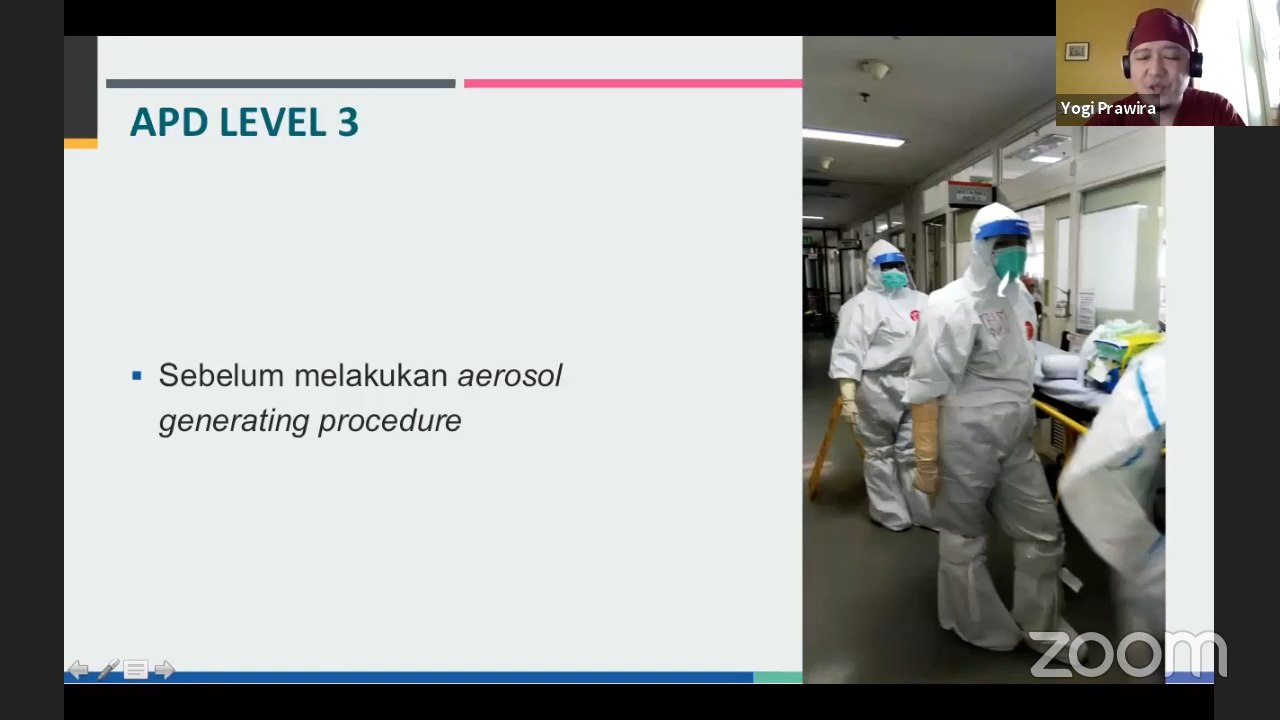 APD LEVEL 3
Yogi Prawira
Sebelum melakukan aerosol
generating procedure
zoom